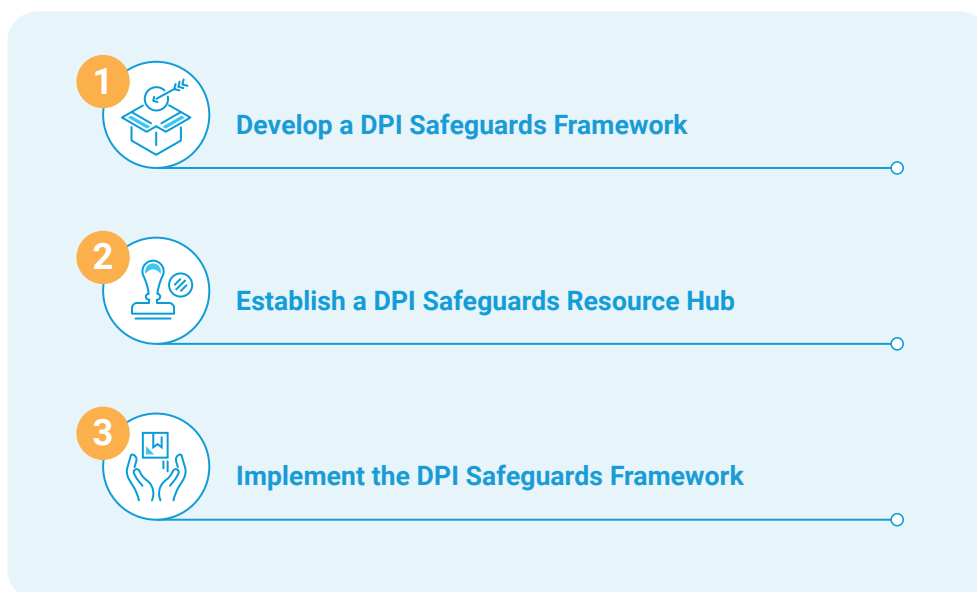 1
Develop a DPI Safeguards Framework
2
Establish a DPI Safeguards Resource Hub
3
Implement the DPI Safeguards Framework